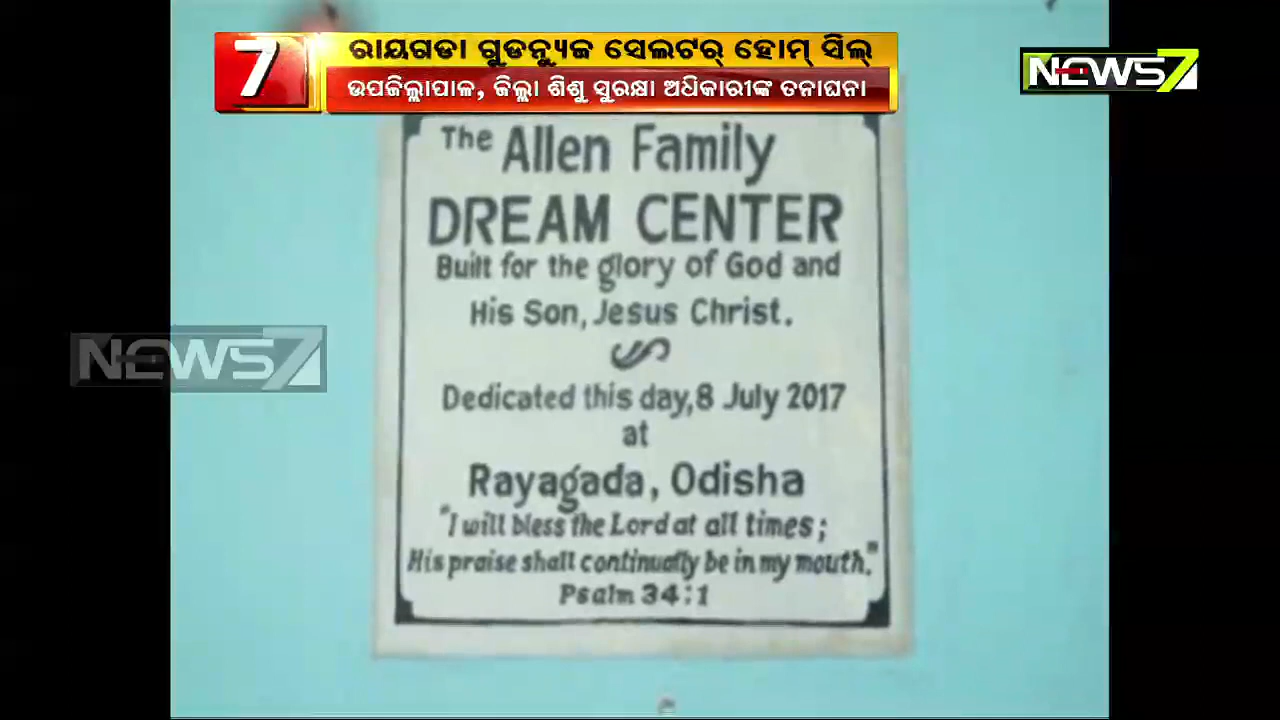 7
ରାୟଗଡା ଗୁଡନ୍ୟୁଜ ସେଲଟର୍ ହୋମ୍ ସିଲ୍
ଉପଜିଲ୍ଲାପାଳ, ଜିଲ୍ଲା ଶିଶୁ ସୁରକ୍ଷା ଅଧିକାରୀଙ୍କ ତନାଘନା
NEWS7
The Allen Family
DREAM CENTER
Built for the glory of God and
His Son, Jesus Christ.
NEWS7
Dedicated this day,8 July 2017
at
Rayagada, Odisha
"I will bless the Lord at all times;
His praise shall continually be in my mouth."
Psalm 34:1